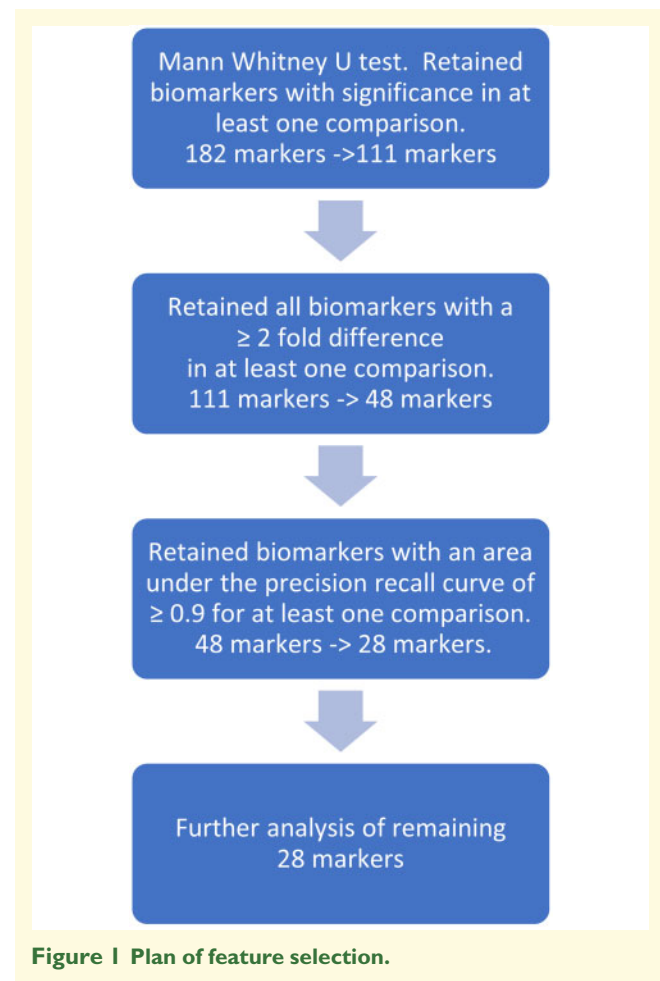 Mann Whitney U test. Retained
biomarkers with significance in at
least one comparison.
182 markers ->111 markers
Retained all biomarkers with a
≥ 2 fold difference
in at least one comparison.
111 markers -> 48 markers
Retained biomarkers with an area
under the precision recall curve of
≥ 0.9 for at least one comparison.
48 markers -> 28 markers.
Further analysis of remaining
28 markers
Figure 1 Plan of feature selection.